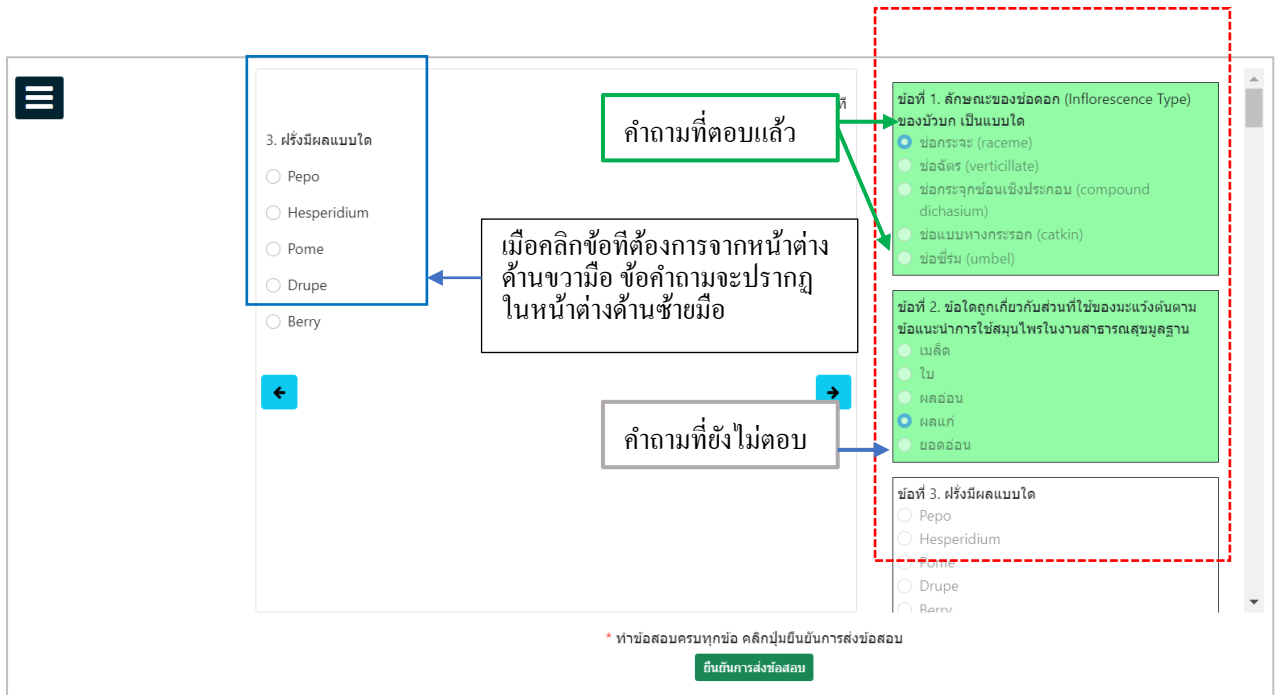 ที
3. ฝรั่งมีผลแบบใด
Pepo
Hesperidium
Pome
Drupe
Berry
คำถามที่ตอบแล้ว
เมื่อคลิกข้อที่ต้องการจากหน้าต่าง
ด้านขวามือ ข้อคำถามจะปรากฏ
ในหน้าต่างด้านซ้ายมือ
คำถามที่ยังไม่ตอบ
ข้อที่ 1. ลักษณะของช่อดอก (Inflorescence Type)
ของบัวบก เป็นแบบใด
ช่อกระจะ (raceme)
ช่อฉัตร (verticillate)
ช่อกระจุกซ้อนเชิงประกอบ (compound
dichasium)
ช่อแบบหางกระรอก (catkin)
ช่อซี่ร่ม (umbel)
ข้อที่ 2. ข้อใดถูกเกี่ยวกับส่วนที่ใช้ของมะแว้งต้นตาม
ข้อแนะนำการใช้สมุนไพรในงานสาธารณสุขมูลฐาน
เมล็ด
ใบ
ผลอ่อน
ผลแก่
ยอดอ่อน
ข้อที่ 3. ฝรั่งมีผลแบบใด
Pepo
Hesperidium
Pome
Drupe
Berry
* ทำข้อสอบครบทุกข้อ คลิกปุ่มยืนยันการส่งข้อสอบ
ยืนยันการส่งข้อสอบ